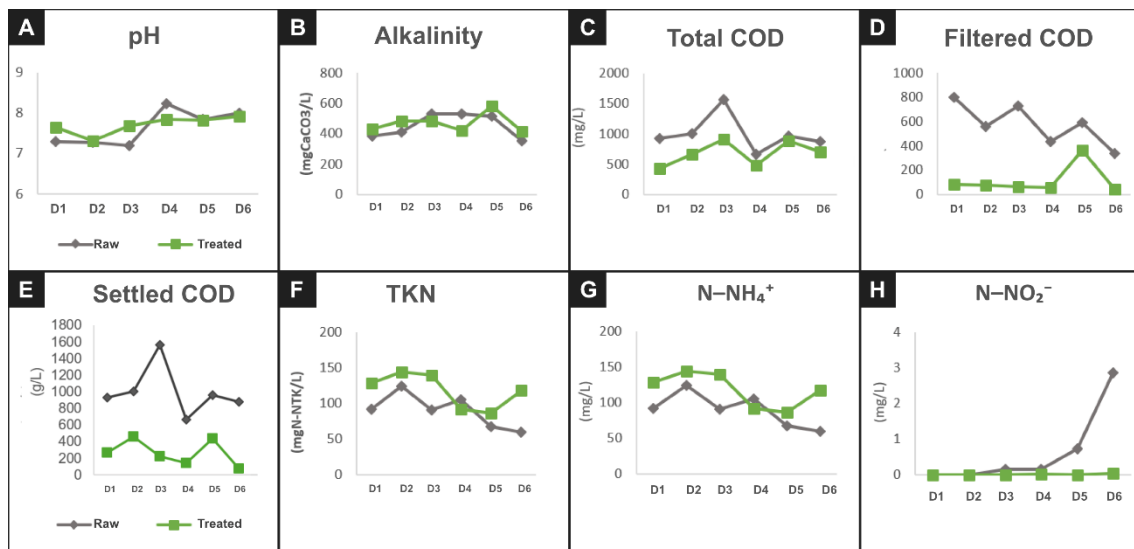 A
pH
9
8
7
6
D1 D2 D3 D4 D5 D6
Raw Treated
B
Alkalinity
(mgCaCO3/L)
800
600
400
200
0
D1 D2 D3 D4 D5 D6
C
Total COD
(mg/L)
2000
1500
1000
500
0
D1 D2 D3 D4 D5 D6
D
Filtered COD
1000
800
600
400
200
0
D1 D2 D3 D4 D5 D6
E
Settled COD
(g/L)
1800
1600
1400
1200
1000
800
600
400
200
0
D1 D2 D3 D4 D5 D6
Raw Treated
F
TKN
(mgN-NTK/L)
200
150
100
50
0
D1 D2 D3 D4 D5 D6
G
N–NH₄⁺
(mg/L)
200
150
100
50
0
D1 D2 D3 D4 D5 D6
H
N–NO₂⁻
(mg/L)
4
3
2
1
0
D1 D2 D3 D4 D5 D6